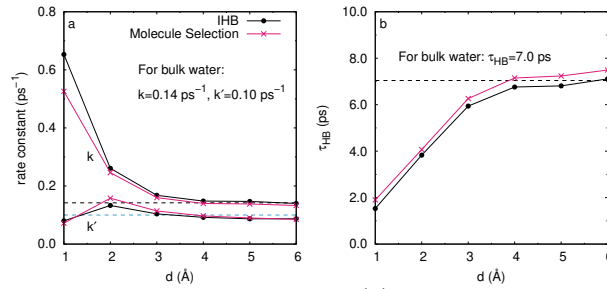 a
IHB
Molecule Selection
For bulk water:
k=0.14 ps⁻¹, k′=0.10 ps⁻¹
k
k′
rate constant (ps⁻¹)
0.8
0.6
0.4
0.2
0.0
1 2 3 4 5 6
d (Å)
b
For bulk water: τHB=7.0 ps
τHB (ps)
10.0
8.0
6.0
4.0
2.0
0.0
1 2 3 4 5 6
d (Å)